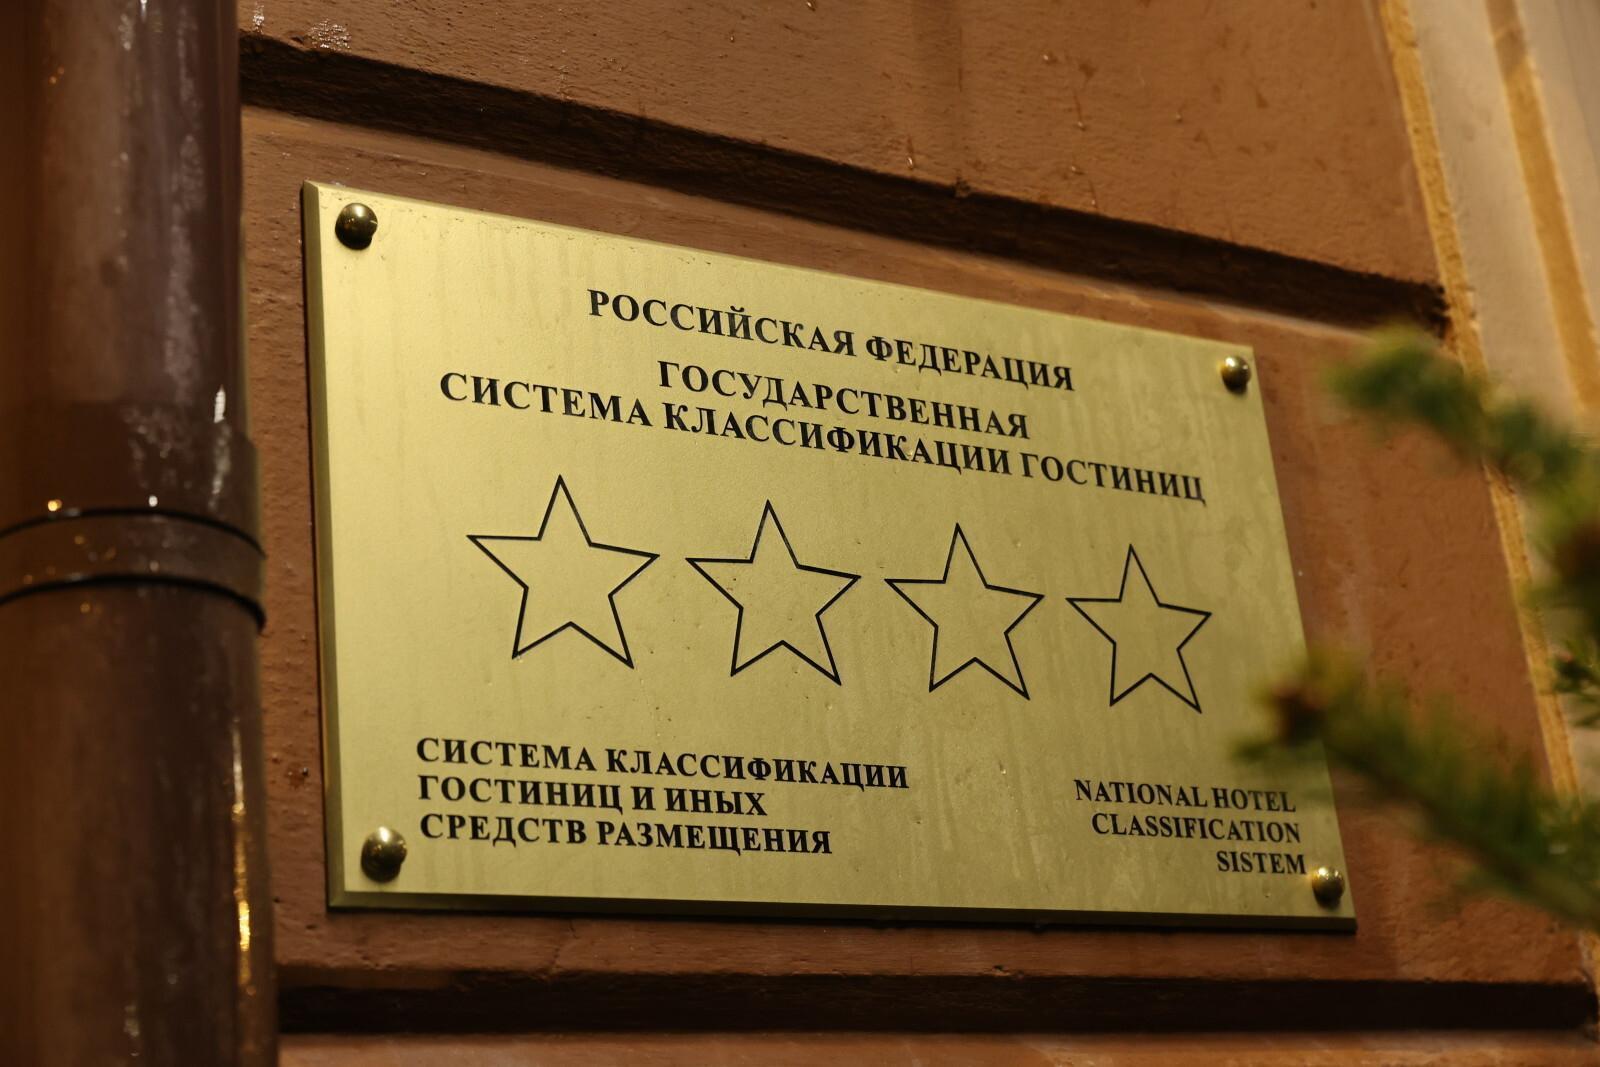 РОССИЙСКАЯ ФЕДЕРАЦИЯ
ГОСУДАРСТВЕННАЯ
СИСТЕМА КЛАССИФИКАЦИИ ГОСТИНИЦ
СИСТЕМА КЛАССИФИКАЦИИ
ГОСТИНИЦ И ИНЫХ
СРЕДСТВ РАЗМЕЩЕНИЯ
NATIONAL HOTEL
CLASSIFICATION
SISTEM